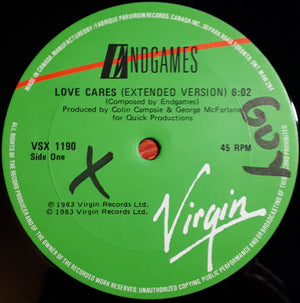 MADE IN CANADA. MANUFACTURED BY/FABRIQUE PAR VIRGIN RECORDS. CANADA INC.
ENDGAMES
LOVE CARES (EXTENDED VERSION) 6:02
(Composed by Endgames)
Produced by Colin Campsie & George McFarlane
for Quick Productions
VSX 1190
Side One
45 RPM
X
GUY
℗ 1983 Virgin Records Ltd.
© 1983 Virgin Records Ltd.
Virgin
ALL RIGHTS OF THE RECORD PRODUCER AND OF THE OWNER OF THE RECORDED WORK RESERVED. UNAUTHORIZED COPYING, PUBLIC PERFORMANCE AND BROADCASTING OF THIS RECORD PROHIBITED.